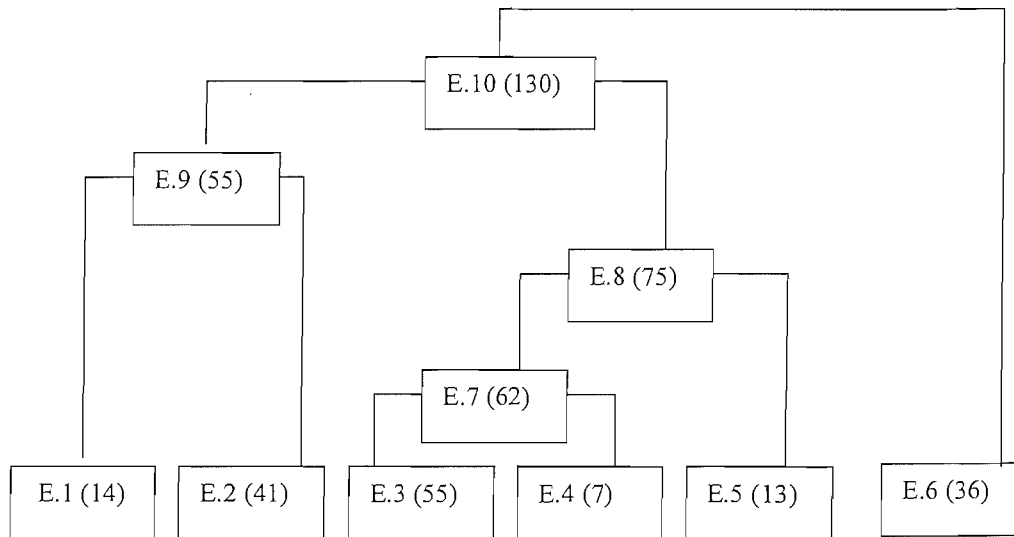 E.10 (130)
E.9 (55)
E.8 (75)
E.7 (62)
E.1 (14)
E.2 (41)
E.3 (55)
E.4 (7)
E.5 (13)
E.6 (36)